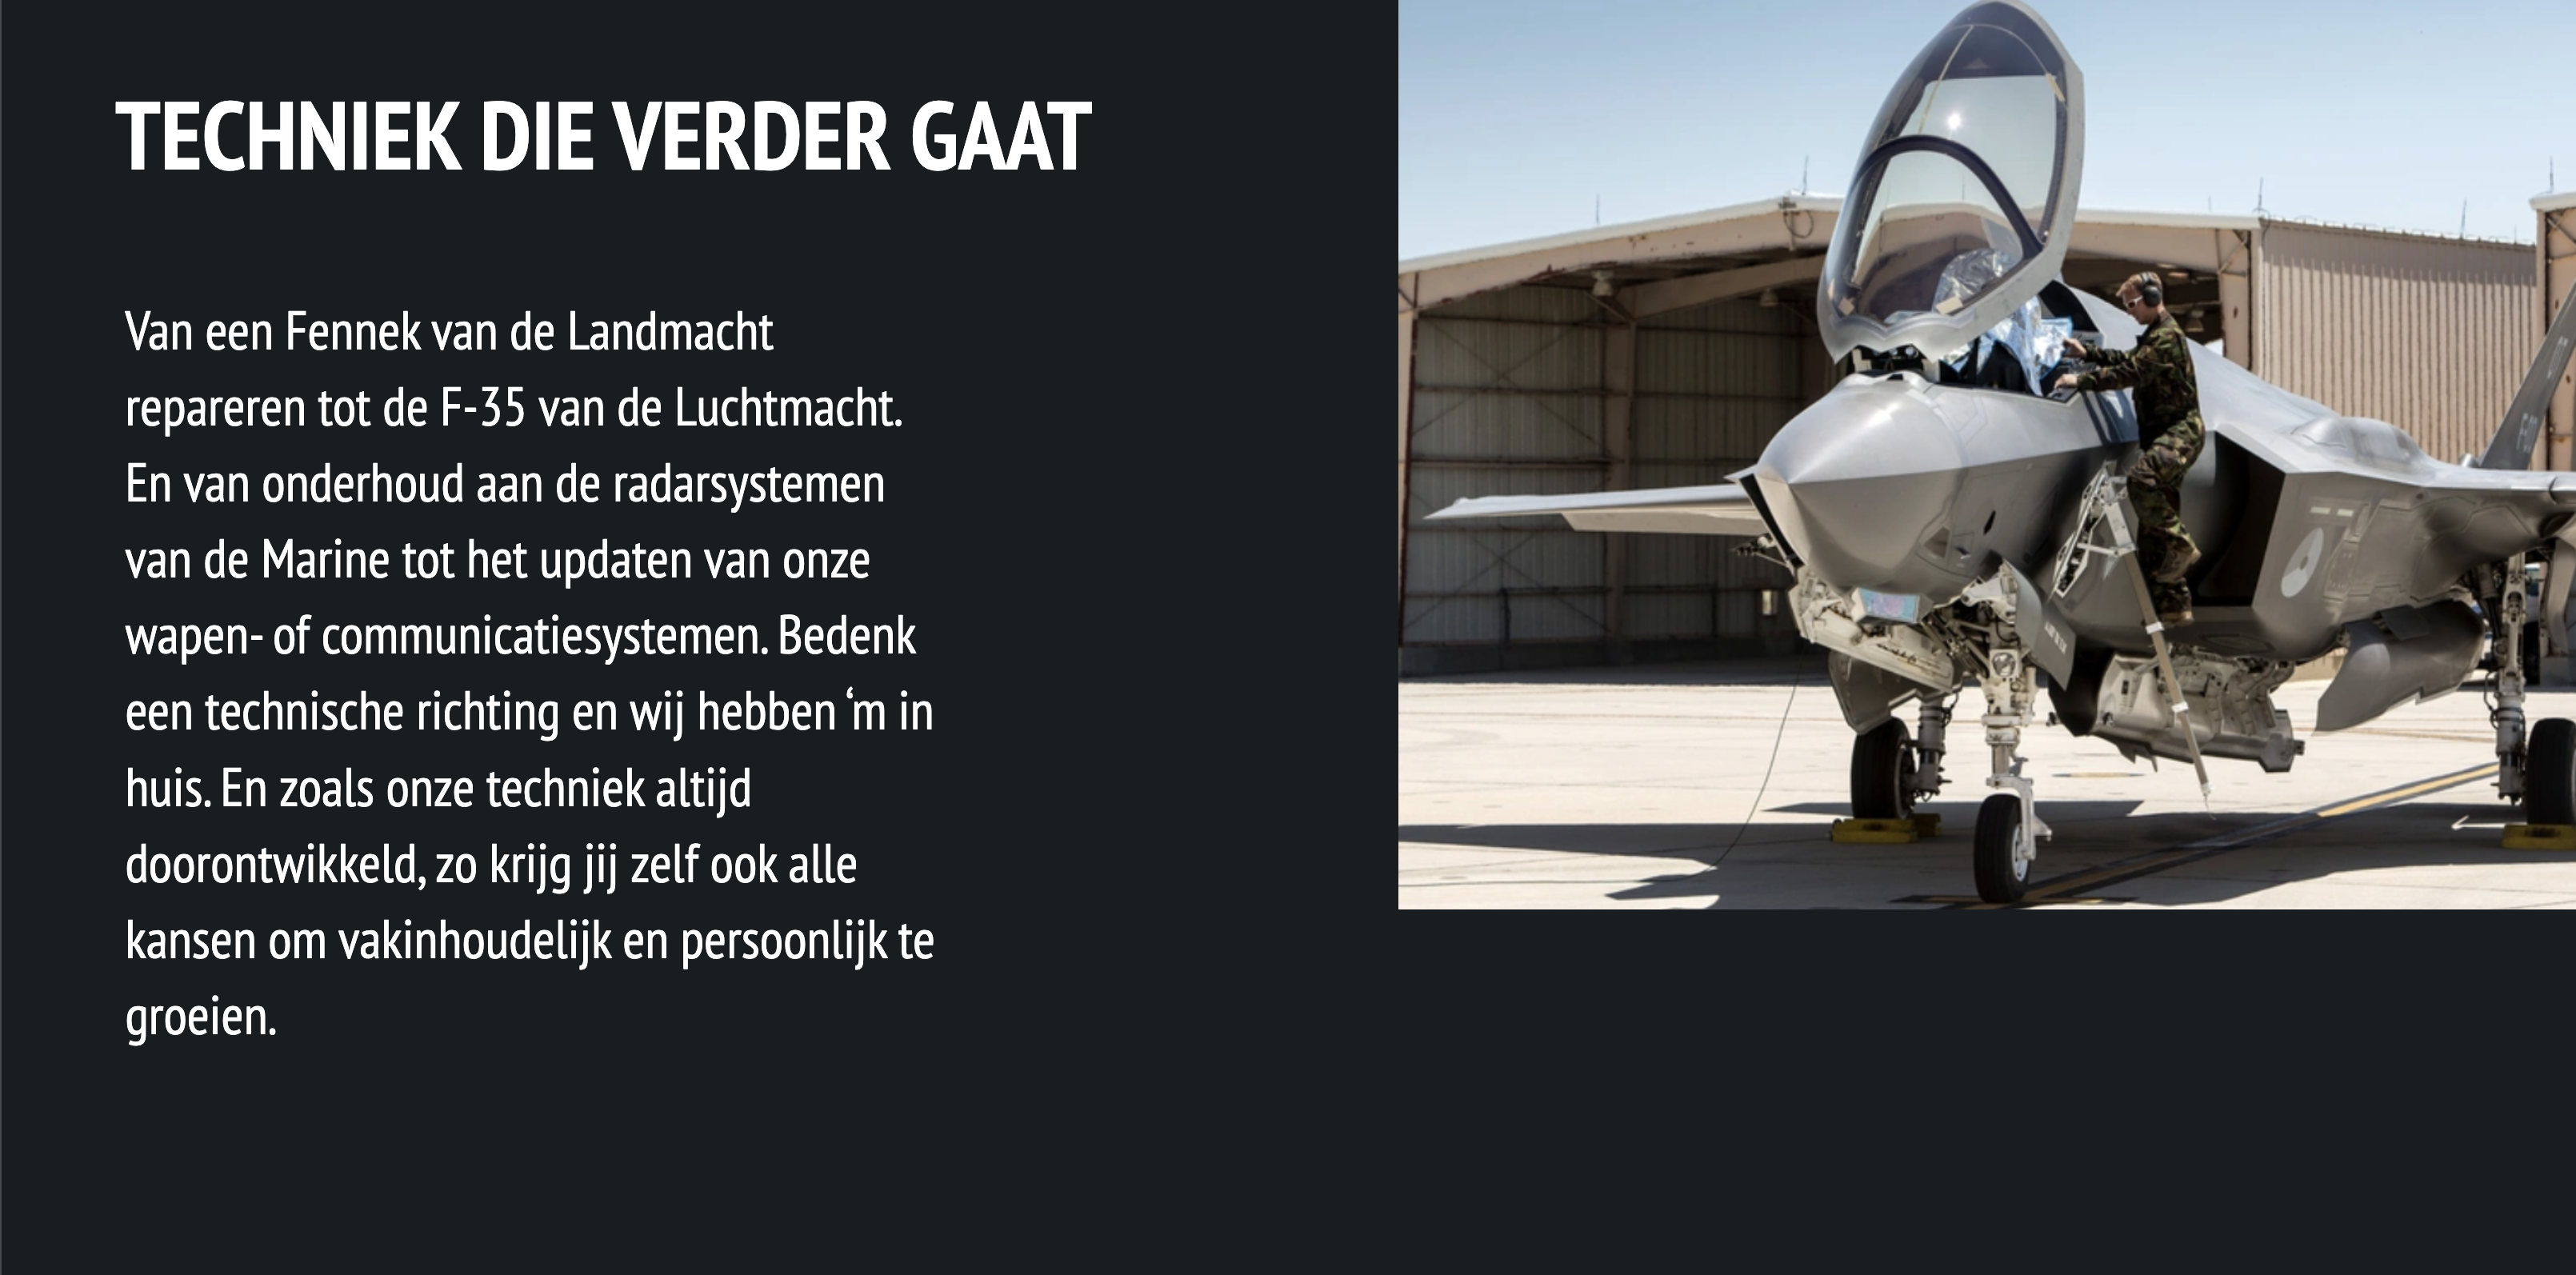 TECHNIEK DIE VERDER GAAT
Van een Fennek van de Landmacht
repareren tot de F-35 van de Luchtmacht.
En van onderhoud aan de radarsystemen
van de Marine tot het updaten van onze
wapen- of communicatiesystemen. Bedenk
een technische richting en wij hebben ‘m in
huis. En zoals onze techniek altijd
doorontwikkeld, zo krijg jij zelf ook alle
kansen om vakinhoudelijk en persoonlijk te
groeien.